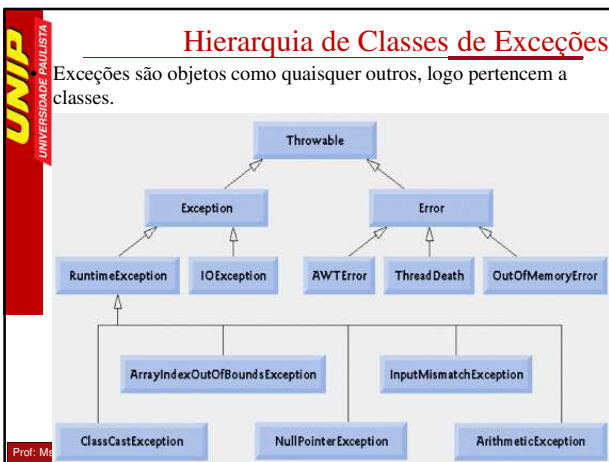 Hierarquia de Classes de Exceções
UNIP
UNIVERSIDADE PAULISTA
Exceções são objetos como quaisquer outros, logo pertencem a
classes.
Throwable
Exception
Error
RuntimeException
IOException
AWTError
ThreadDeath
OutOfMemoryError
ArrayIndexOutOfBoundsException
InputMismatchException
ClassCastException
NullPointerException
ArithmeticException
Prof: Ms